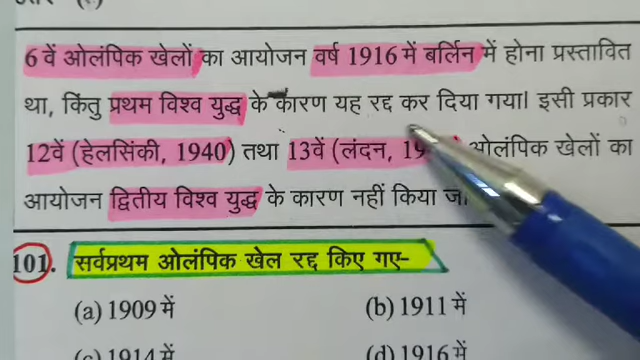 6 वें ओलंपिक खेलों का आयोजन वर्ष 1916 में बर्लिन में होना प्रस्तावित
था, किंतु प्रथम विश्व युद्ध के कारण यह रद्द कर दिया गया। इसी प्रकार
12वें (हेलसिंकी, 1940) तथा 13वें (लंदन, ओलंपिक खेलों का
आयोजन द्वितीय विश्व युद्ध के कारण नहीं किया
101. सर्वप्रथम ओलंपिक खेल रद्द किए गए-
(a) 1909 में (b) 1911 में
(c) 1914 में (d) 1916 में